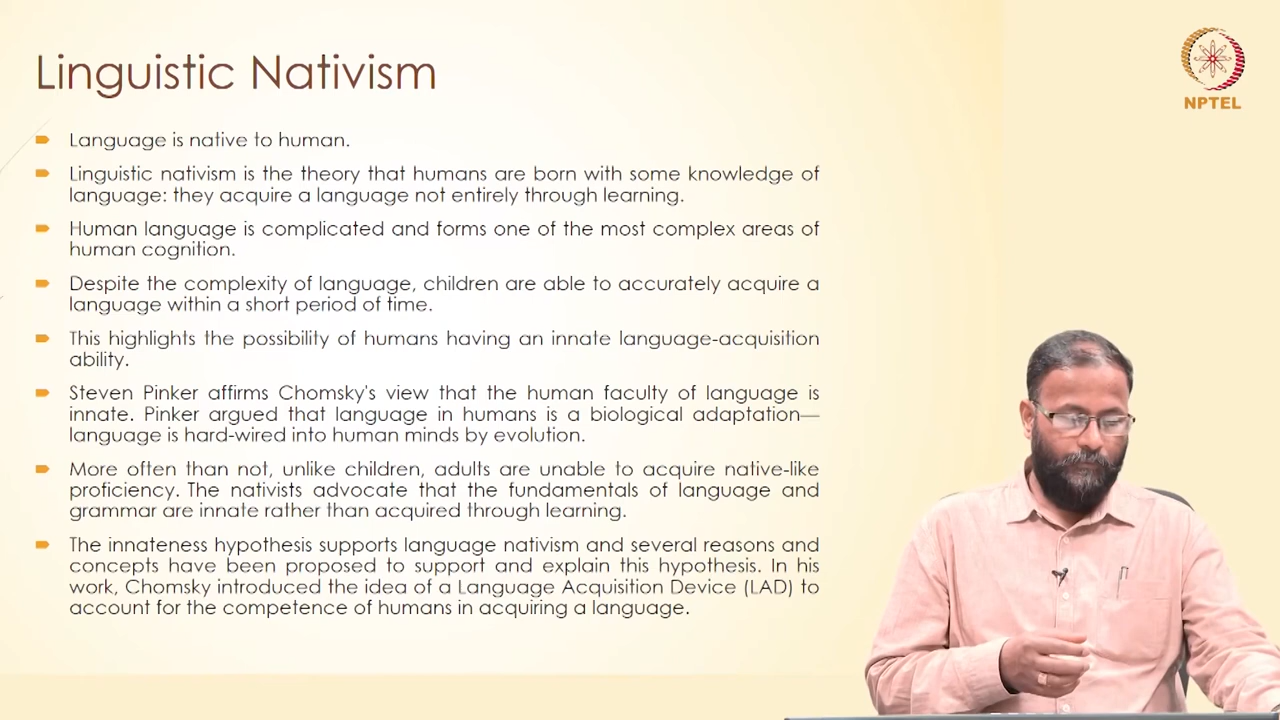 Linguistic Nativism
NPTEL
Language is native to human.
Linguistic nativism is the theory that humans are born with some knowledge of
language: they acquire a language not entirely through learning.
Human language is complicated and forms one of the most complex areas of
human cognition.
Despite the complexity of language, children are able to accurately acquire a
language within a short period of time.
This highlights the possibility of humans having an innate language-acquisition
ability.
Steven Pinker affirms Chomsky's view that the human faculty of language is
innate. Pinker argued that language in humans is a biological adaptation—
language is hard-wired into human minds by evolution.
More often than not, unlike children, adults are unable to acquire native-like
proficiency. The nativists advocate that the fundamentals of language and
grammar are innate rather than acquired through learning.
The innateness hypothesis supports language nativism and several reasons and
concepts have been proposed to support and explain this hypothesis. In his
work, Chomsky introduced the idea of a Language Acquisition Device (LAD) to
account for the competence of humans in acquiring a language.